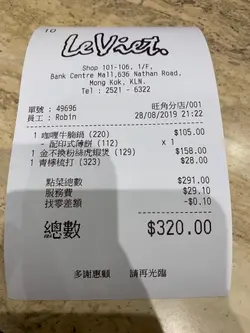 10
Le Viet.
Shop 101-106, 1/F,
Bank Centre Mall,636 Nathan Road,
Mong Kok, KLN.
Tel : 2521 - 6322
單號 : 49696 旺角分店/001
員工 : Robin 28/08/2019 21:22
1 咖喱牛腩鍋 (220) $105.00
- 配印式薄餅 (112) x 1
1 金不換粉絲虎蝦煲 (129) $158.00
1 青檸梳打 (323) $28.00
點菜總數 $291.00
服務費 $29.10
找零差額 -$0.10
總數 $320.00
多謝惠顧 請再光臨